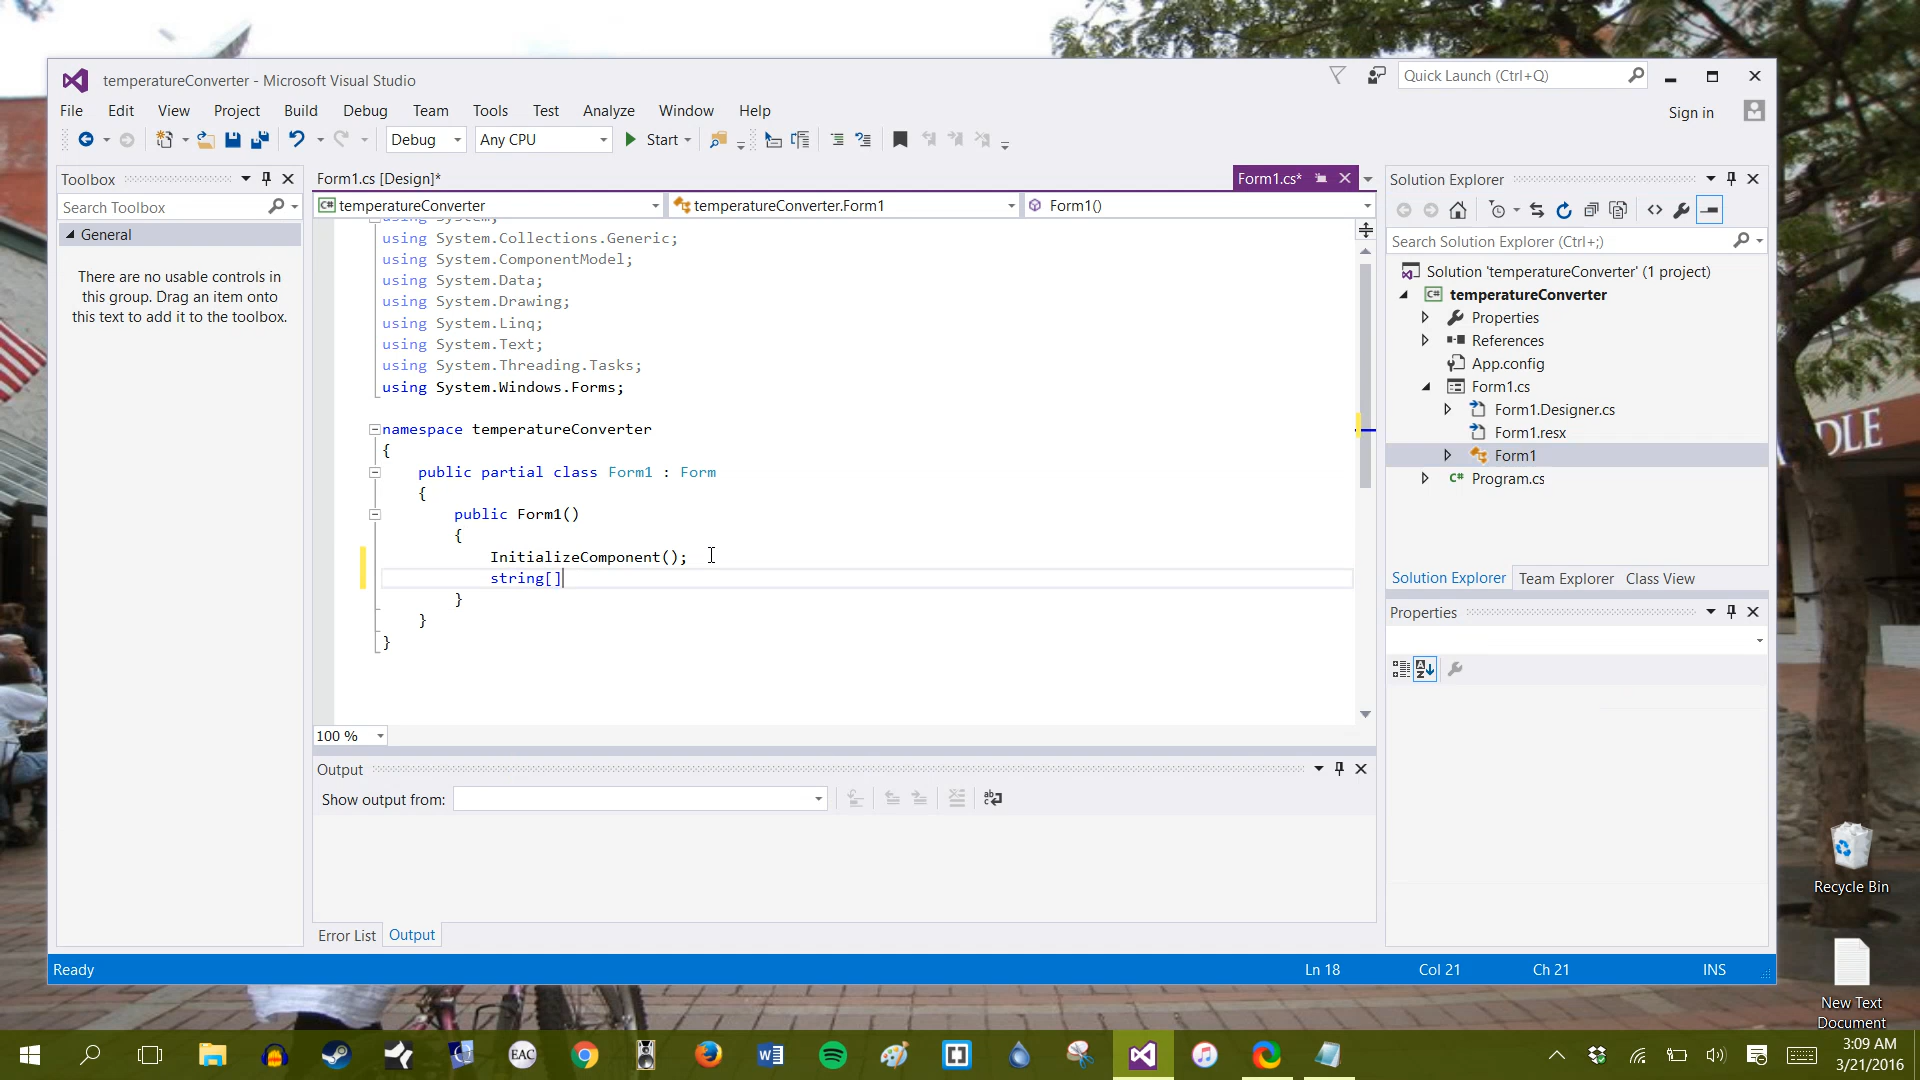 temperatureConverter - Microsoft Visual Studio
Quick Launch (Ctrl+Q)
File Edit View Project Build Debug Team Tools Test Analyze Window Help
Sign in
Debug Any CPU Start
Toolbox
Search Toolbox
General
There are no usable controls in
this group. Drag an item onto
this text to add it to the toolbox.
Form1.cs [Design]*
Form1.cs*
temperatureConverter
temperatureConverter.Form1
Form1()
using System;
using System.Collections.Generic;
using System.ComponentModel;
using System.Data;
using System.Drawing;
using System.Linq;
using System.Text;
using System.Threading.Tasks;
using System.Windows.Forms;
namespace temperatureConverter
{
public partial class Form1 : Form
{
public Form1()
{
InitializeComponent();
string[]
}
}
}
100 %
Output
Show output from:
Error List Output
Solution Explorer
Search Solution Explorer (Ctrl+;)
Solution 'temperatureConverter' (1 project)
C# temperatureConverter
Properties
References
App.config
Form1.cs
Form1.Designer.cs
Form1.resx
Form1
C# Program.cs
Solution Explorer Team Explorer Class View
Properties
Ready
Ln 18 Col 21 Ch 21 INS
DLE
Recycle Bin
New Text
Document
EAC
3:09 AM
3/21/2016